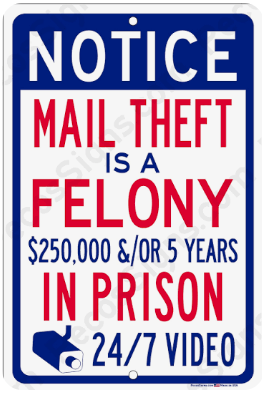 NOTICE
MAIL THEFT
IS A
FELONY
$250,000 &/OR 5 YEARS
IN PRISON
24/7 VIDEO